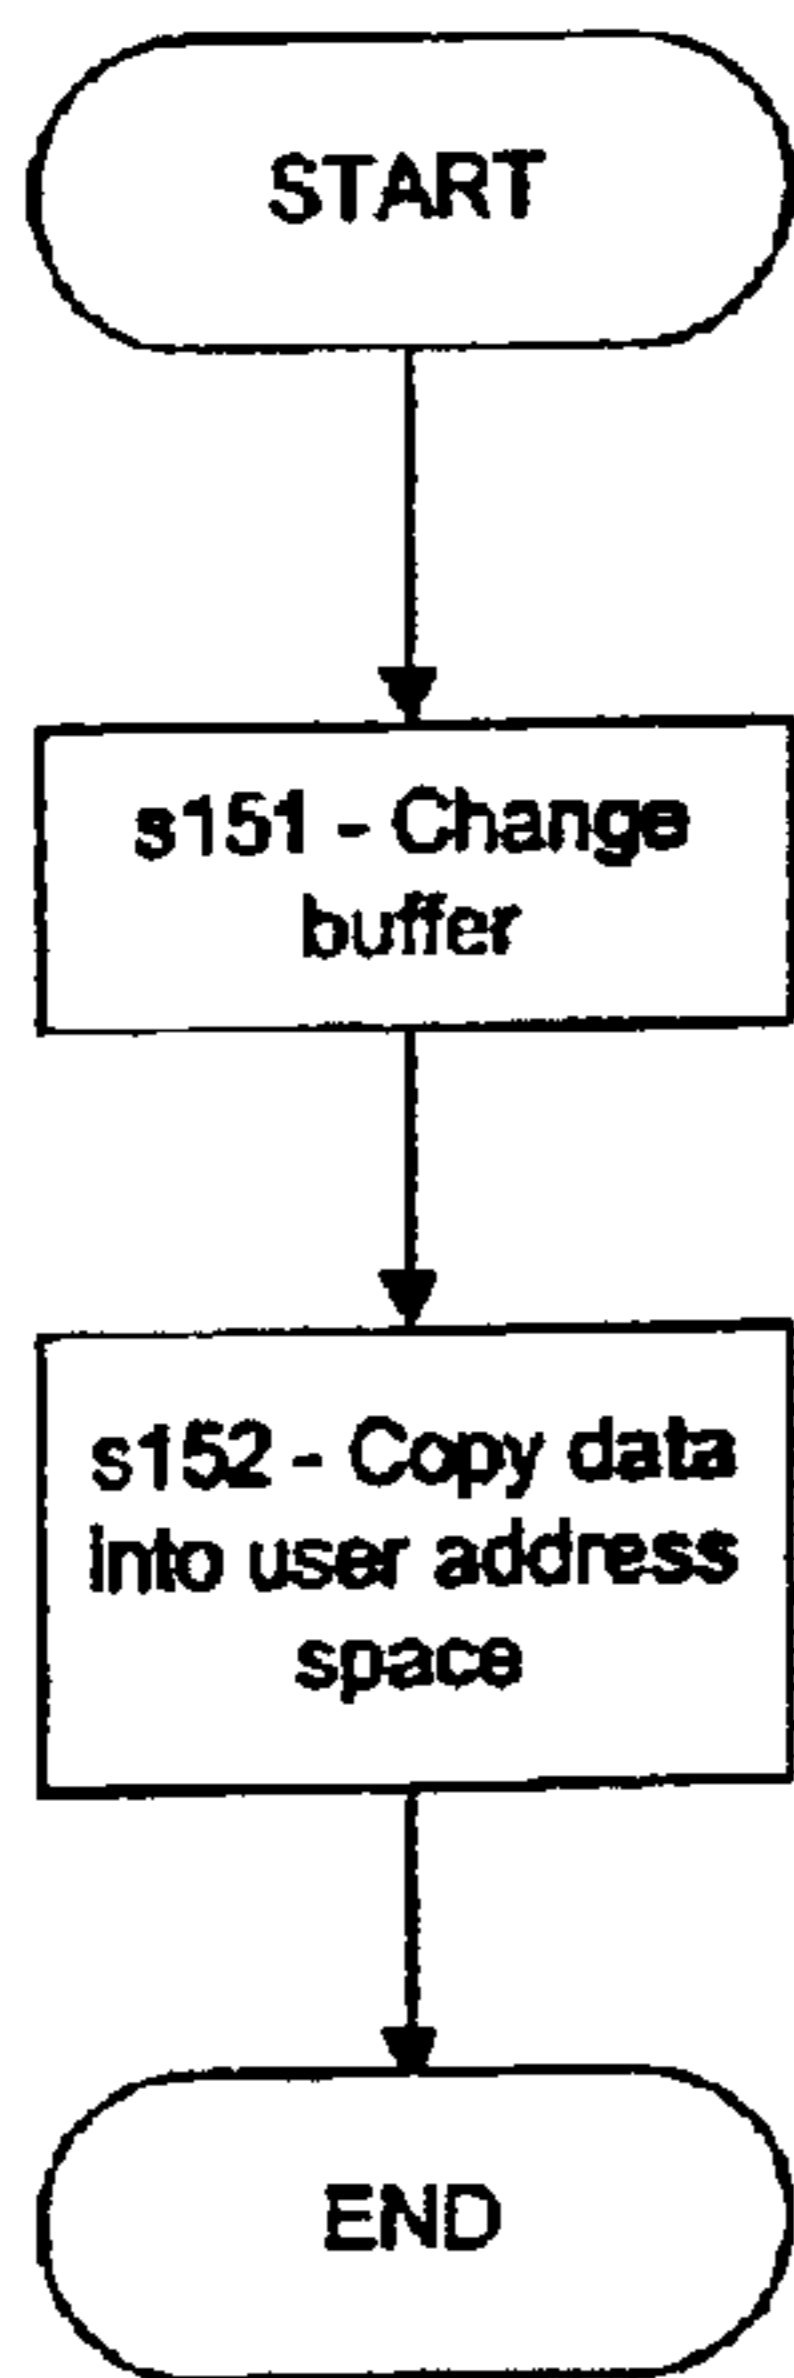 START
s151 - Change
buffer
s152 - Copy data
into user address
space
END